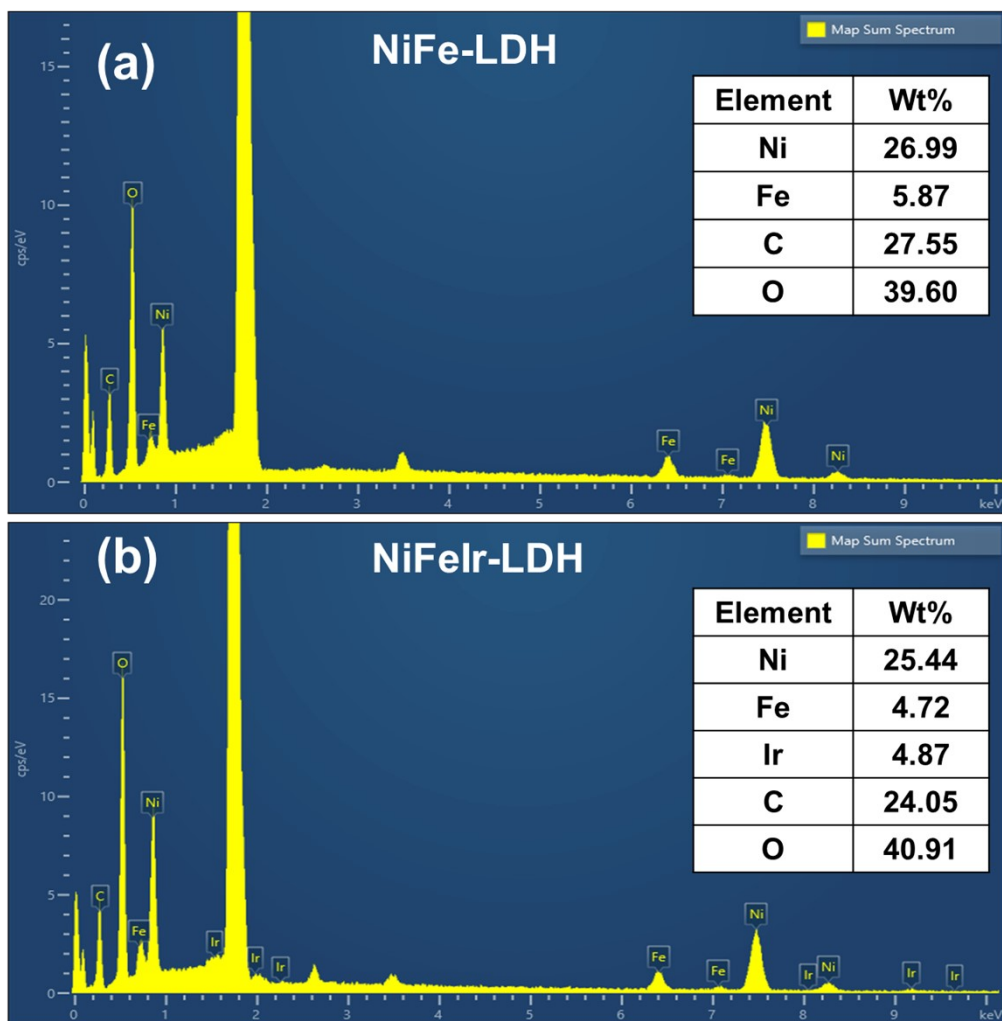 (a)
NiFe-LDH
Map Sum Spectrum
Element Wt%
Ni 26.99
Fe 5.87
C 27.55
O 39.60
15
10
5
0
cps/eV
C
O
Fe
Ni
Fe
Fe
Ni
Ni
0 1 2 3 4 5 6 7 8 9 keV
(b)
NiFeIr-LDH
Map Sum Spectrum
Element Wt%
Ni 25.44
Fe 4.72
Ir 4.87
C 24.05
O 40.91
20
15
10
5
0
cps/eV
C
O
Fe
Ni
Ir
Ir
Ir
Fe
Fe
Ni
Ir
Ni
Ir
Ir
0 1 2 3 4 5 6 7 8 9 keV